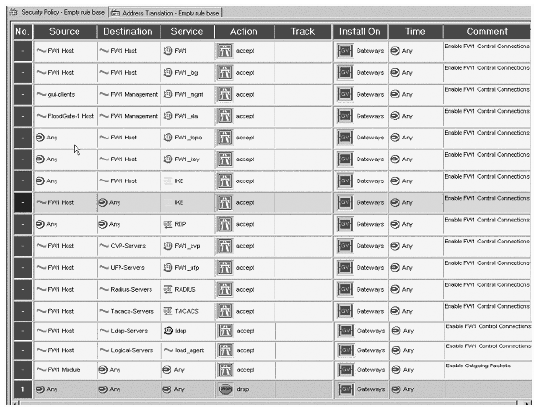 Security Policy - Empty rule base Address Translation - Empty rule base
No. Source Destination Service Action Track Install On Time Comment
- FW1 Host FW1 Host FW1 accept Gateways Any Enable FW1 Control Connections
- FW1 Host FW1 Host FW1_bg accept Gateways Any Enable FW1 Control Connections
- gui-clients FW1 Management FW1_mgmt accept Gateways Any Enable FW1 Control Connections
- FloodGate-1 Host FW1 Management FW1_ela accept Gateways Any Enable FW1 Control Connections
- Any FW1 Host FW1_topo accept Gateways Any Enable FW1 Control Connections
- Any FW1 Host FW1_key accept Gateways Any Enable FW1 Control Connections
- Any FW1 Host IKE accept Gateways Any Enable FW1 Control Connections
- FW1 Host Any IKE accept Gateways Any Enable FW1 Control Connections
- Any Any RDP accept Gateways Any Enable FW1 Control Connections
- FW1 Host CVP-Servers FW1_cvp accept Gateways Any Enable FW1 Control Connections
- FW1 Host UFP-Servers FW1_ufp accept Gateways Any Enable FW1 Control Connections
- FW1 Host Radius-Servers RADIUS accept Gateways Any Enable FW1 Control Connections
- FW1 Host Tacacs-Servers TACACS accept Gateways Any Enable FW1 Control Connections
- FW1 Host Ldap-Servers ldap accept Gateways Any Enable FW1 Control Connections
- FW1 Host Logical-Servers load_agent accept Gateways Any Enable FW1 Control Connections
- FW1 Module Any Any accept Gateways Any Enable Outgoing Packets
1 Any Any Any drop Gateways Any